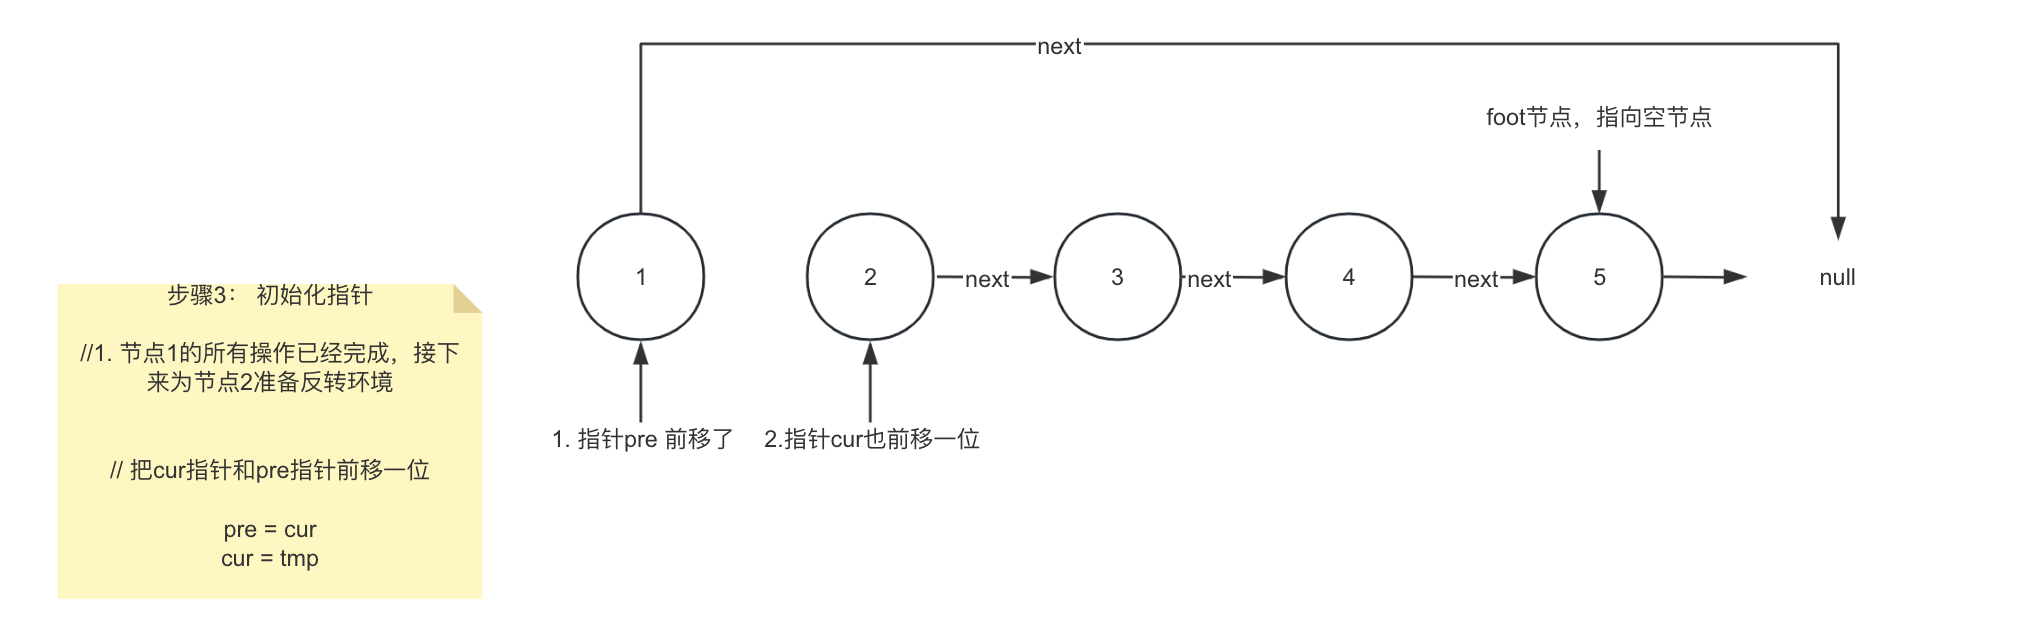 next
foot节点，指向空节点
1
2
next
3
next
4
next
5
null
步骤3： 初始化指针
//1. 节点1的所有操作已经完成，接下
来为节点2准备反转环境
// 把cur指针和pre指针前移一位
pre = cur
cur = tmp
1. 指针pre 前移了
2.指针cur也前移一位